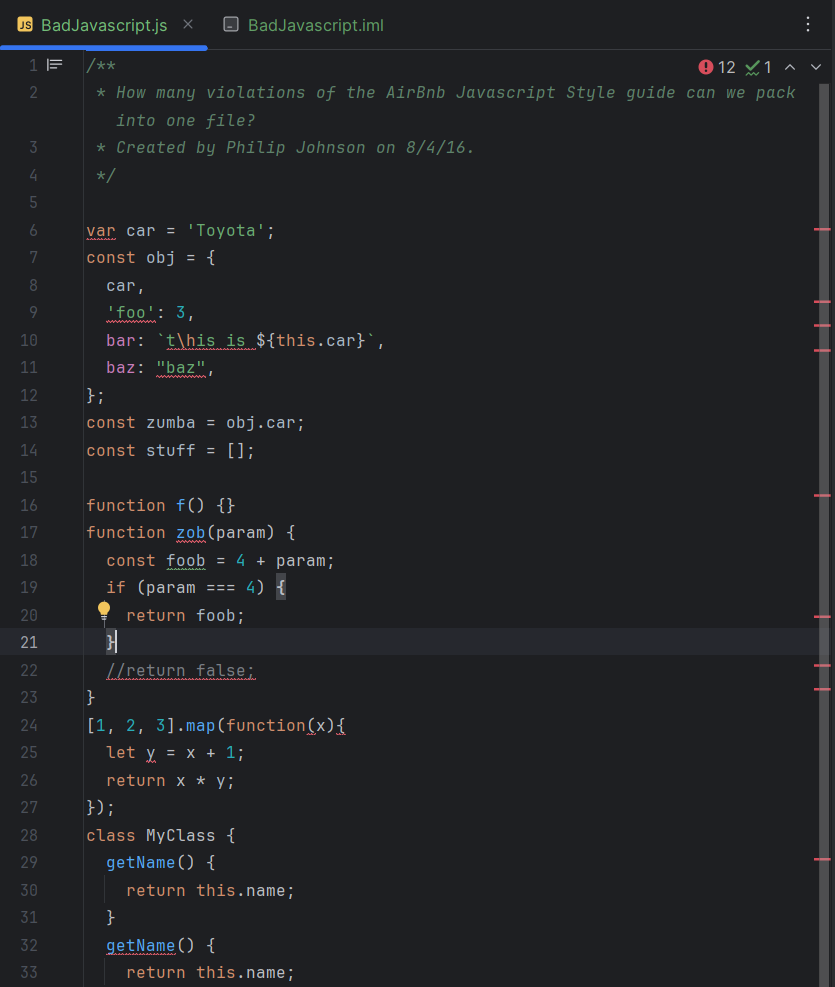 JS BadJavascript.js × BadJavascript.iml
1 /** 12 1
2  * How many violations of the AirBnb Javascript Style guide can we pack
into one file?
3  * Created by Philip Johnson on 8/4/16.
4  */
5
6 var car = 'Toyota';
7 const obj = {
8   car,
9   'foo': 3,
10   bar: `t\his is ${this.car}`,
11   baz: "baz",
12 };
13 const zumba = obj.car;
14 const stuff = [];
15
16 function f() {}
17 function zob(param) {
18   const foob = 4 + param;
19   if (param === 4) {
20     return foob;
21   }
22   //return false;
23 }
24 [1, 2, 3].map(function(x){
25   let y = x + 1;
26   return x * y;
27 });
28 class MyClass {
29   getName() {
30     return this.name;
31   }
32   getName() {
33     return this.name;